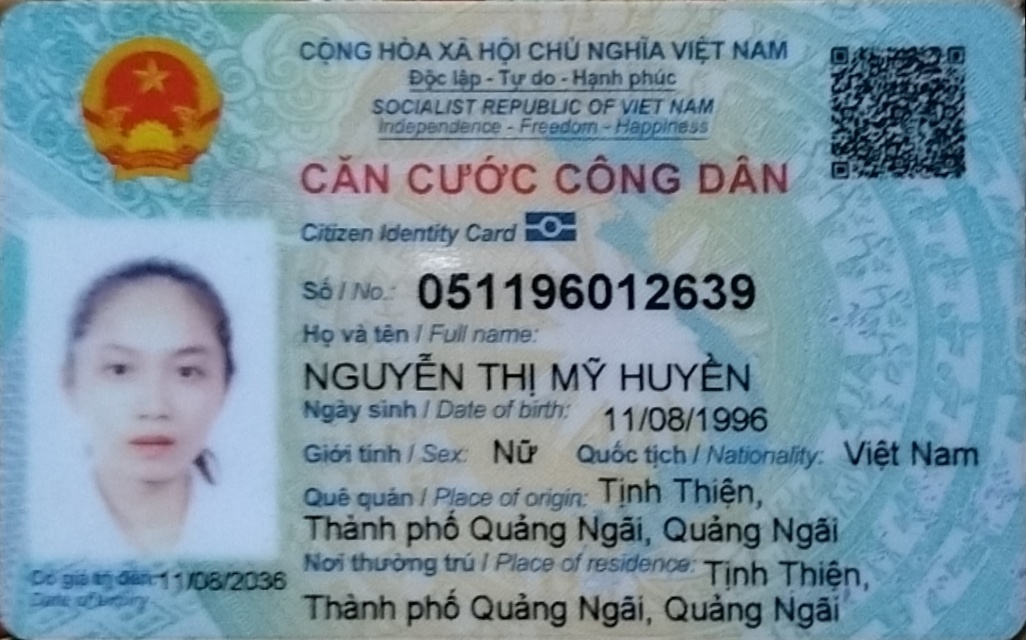 CỘNG HÒA XÃ HỘI CHỦ NGHĨA VIỆT NAM
Độc lập - Tự do - Hạnh phúc
SOCIALIST REPUBLIC OF VIET NAM
Independence - Freedom - Happiness
CĂN CƯỚC CÔNG DÂN
Citizen Identity Card
Số / No.: 051196012639
Họ và tên / Full name:
NGUYỄN THỊ MỸ HUYỀN
Ngày sinh / Date of birth: 11/08/1996
Giới tính / Sex: Nữ Quốc tịch / Nationality: Việt Nam
Quê quán / Place of origin: Tịnh Thiện,
Thành phố Quảng Ngãi, Quảng Ngãi
Nơi thường trú / Place of residence: Tịnh Thiện,
Thành phố Quảng Ngãi, Quảng Ngãi
Có giá trị đến: 11/08/2036
Date of expiry